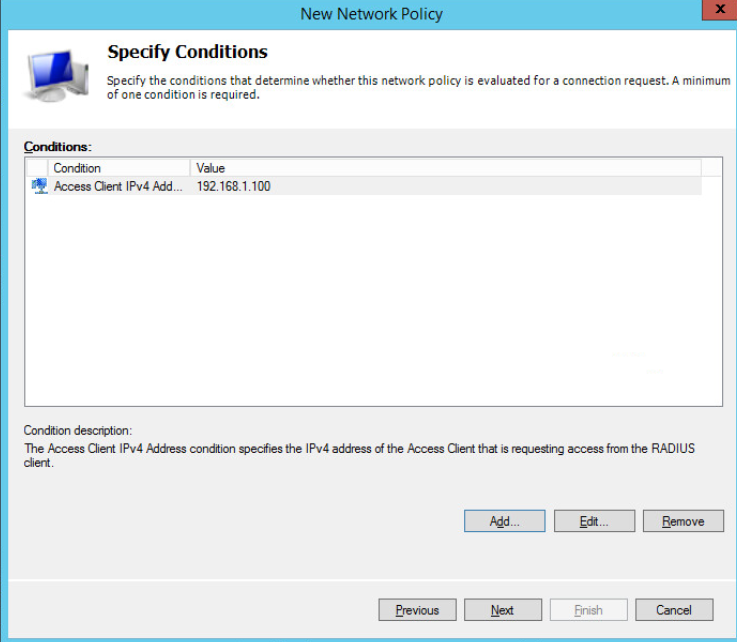 New Network Policy
x
Specify Conditions
Specify the conditions that determine whether this network policy is evaluated for a connection request. A minimum
of one condition is required.
Conditions:
Condition Value
Access Client IPv4 Add... 192.168.1.100
Condition description:
The Access Client IPv4 Address condition specifies the IPv4 address of the Access Client that is requesting access from the RADIUS
client.
Add... Edit... Remove
Previous Next Finish Cancel